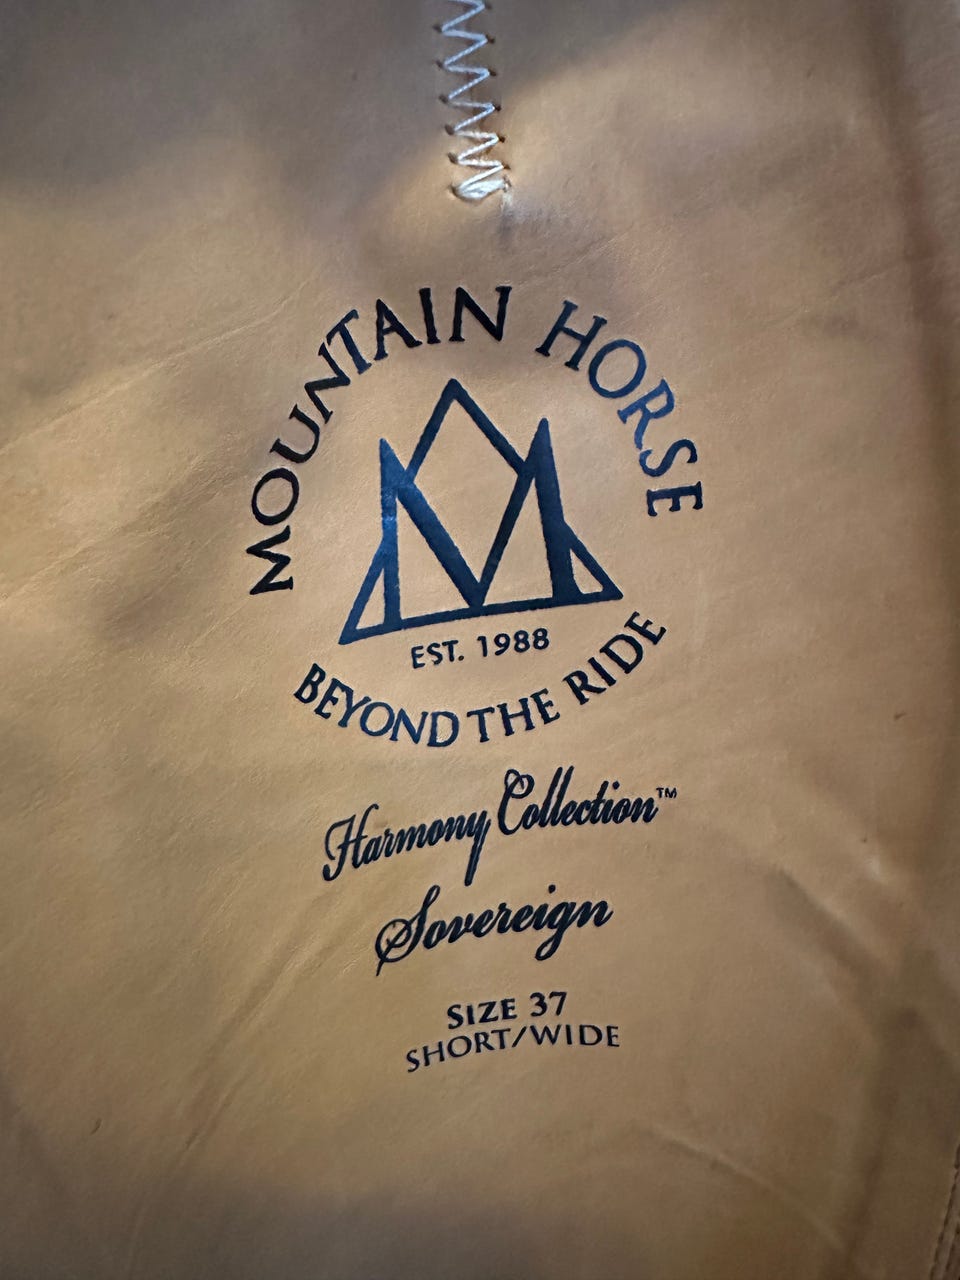 MOUNTAIN HORSE
EST. 1988
BEYOND THE RIDE
Harmony Collection™
Sovereign
SIZE 37
SHORT/WIDE